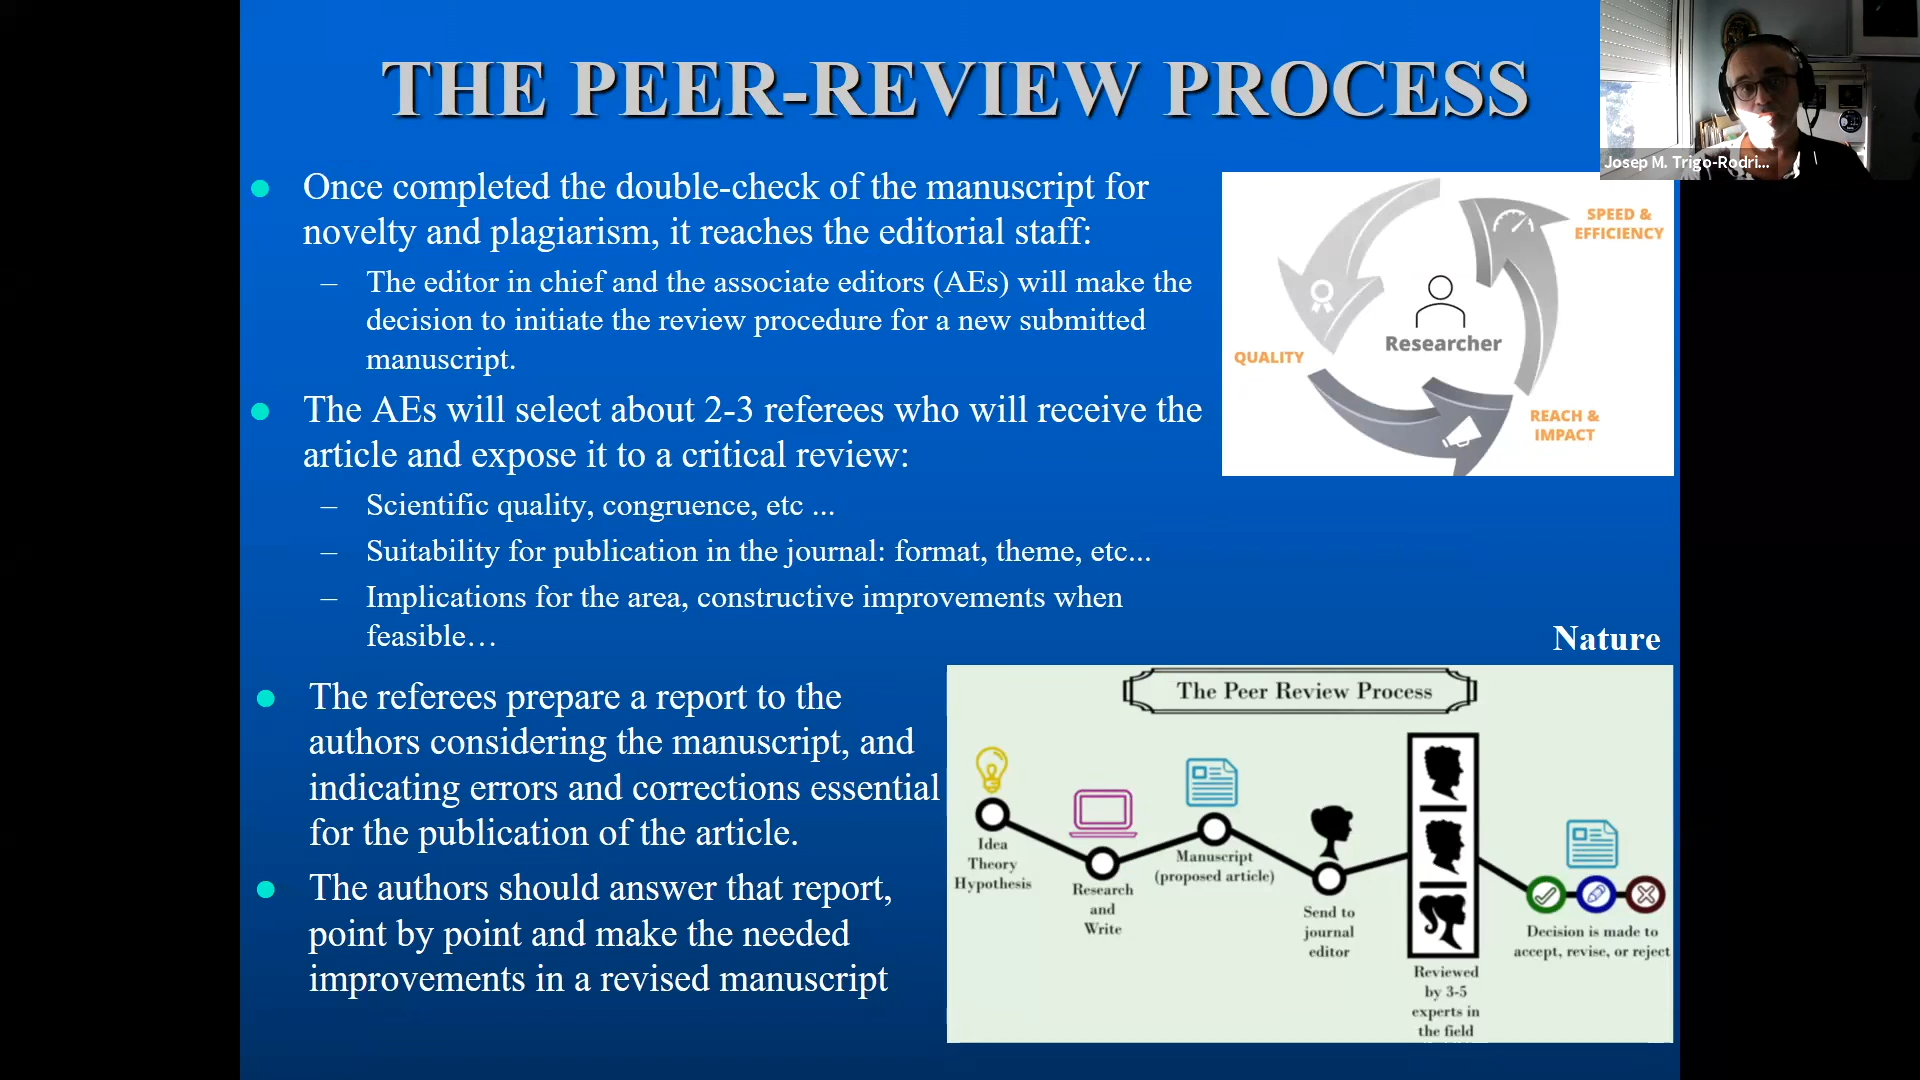 THE PEER-REVIEW PROCESS
Josep M. Trigo-Rodri...
Once completed the double-check of the manuscript for
novelty and plagiarism, it reaches the editorial staff:
– The editor in chief and the associate editors (AEs) will make the
decision to initiate the review procedure for a new submitted
manuscript.
The AEs will select about 2-3 referees who will receive the
article and expose it to a critical review:
– Scientific quality, congruence, etc ...
– Suitability for publication in the journal: format, theme, etc...
– Implications for the area, constructive improvements when
feasible…
The referees prepare a report to the
authors considering the manuscript, and
indicating errors and corrections essential
for the publication of the article.
The authors should answer that report,
point by point and make the needed
improvements in a revised manuscript
SPEED &
EFFICIENCY
Researcher
QUALITY
REACH &
IMPACT
Nature
The Peer Review Process
Idea
Theory
Hypothesis
Research
and
Write
Manuscript
(proposed article)
Send to
journal
editor
Reviewed
by 3-5
experts in
the field
Decision is made to
accept, revise, or reject